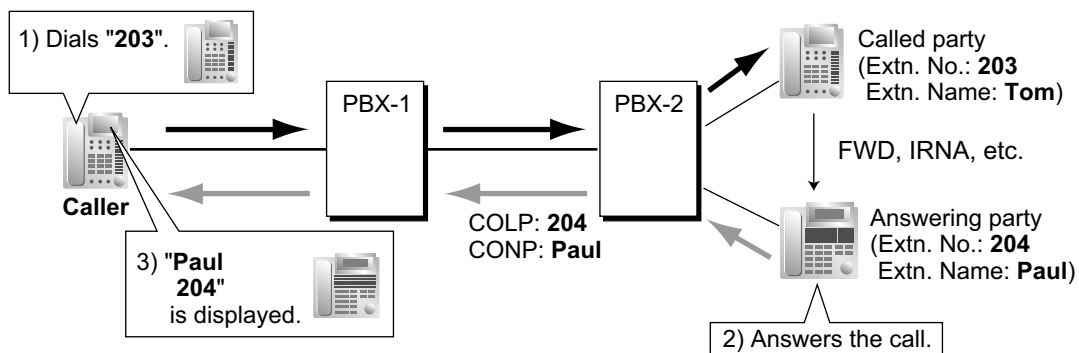 1) Dials "203".
Caller
PBX-1
PBX-2
Called party
(Extn. No.: 203
Extn. Name: Tom)
FWD, IRNA, etc.
COLP: 204
CONP: Paul
Answering party
(Extn. No.: 204
Extn. Name: Paul)
3) "Paul
204"
is displayed.
2) Answers the call.